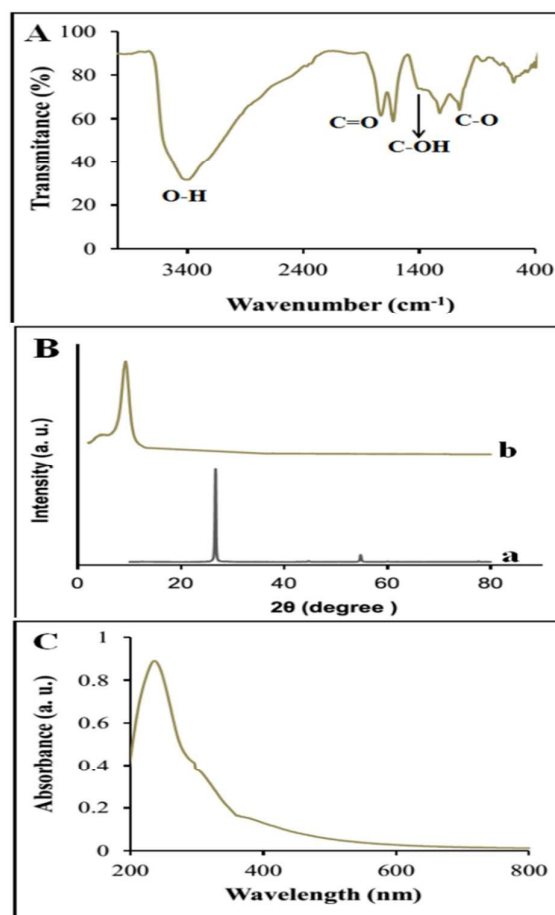 A
100
80
60
40
20
0
Transmitance (%)
C=O
C-O
C-OH
O-H
3400 2400 1400 400
Wavenumber (cm-1)
B
Intensity (a. u.)
b
a
0 20 40 60 80
2θ (degree )
C
1
0.8
0.6
0.4
0.2
0
Absorbance (a. u.)
200 400 600 800
Wavelength (nm)